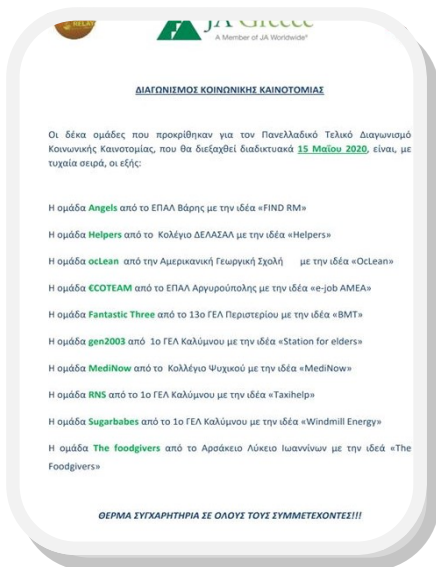 JA Greece
A Member of JA Worldwide®
ΔΙΑΓΩΝΙΣΜΟΣ ΚΟΙΝΩΝΙΚΗΣ ΚΑΙΝΟΤΟΜΙΑΣ
Οι δέκα ομάδες που προκρίθηκαν για τον Πανελλαδικό Τελικό Διαγωνισμό
Κοινωνικής Καινοτομίας, που θα διεξαχθεί διαδικτυακά 15 Μαΐου 2020, είναι, με
τυχαία σειρά, οι εξής:
Η ομάδα Angels από το ΕΠΑΛ Βάρης με την ιδέα «FIND RM»
Η ομάδα Helpers από το Κολέγιο ΔΕΛΑΣΑΛ με την ιδέα «Helpers»
Η ομάδα ocLean από την Αμερικανική Γεωργική Σχολή με την ιδέα «OcLean»
Η ομάδα €COTEAM από το ΕΠΑΛ Αργυρούπολης με την ιδέα «e-job ΑΜΕΑ»
Η ομάδα Fantastic Three από το 13ο ΓΕΛ Περιστερίου με την ιδέα «BMT»
Η ομάδα gen2003 από 1ο ΓΕΛ Καλύμνου με την ιδέα «Station for elders»
Η ομάδα MediNow από το Κολλέγιο Ψυχικού με την ιδέα «MediNow»
Η ομάδα RNS από το 1ο ΓΕΛ Καλύμνου με την ιδέα «Taxihelp»
Η ομάδα Sugarbabes από το 1ο ΓΕΛ Καλύμνου με την ιδέα «Windmill Energy»
Η ομάδα The foodgivers από το Αρσάκειο Λύκειο Ιωαννίνων με την ιδεά «The
Foodgivers»
ΘΕΡΜΑ ΣΥΓΧΑΡΗΤΗΡΙΑ ΣΕ ΟΛΟΥΣ ΤΟΥΣ ΣΥΜΜΕΤΕΧΟΝΤΕΣ!!!